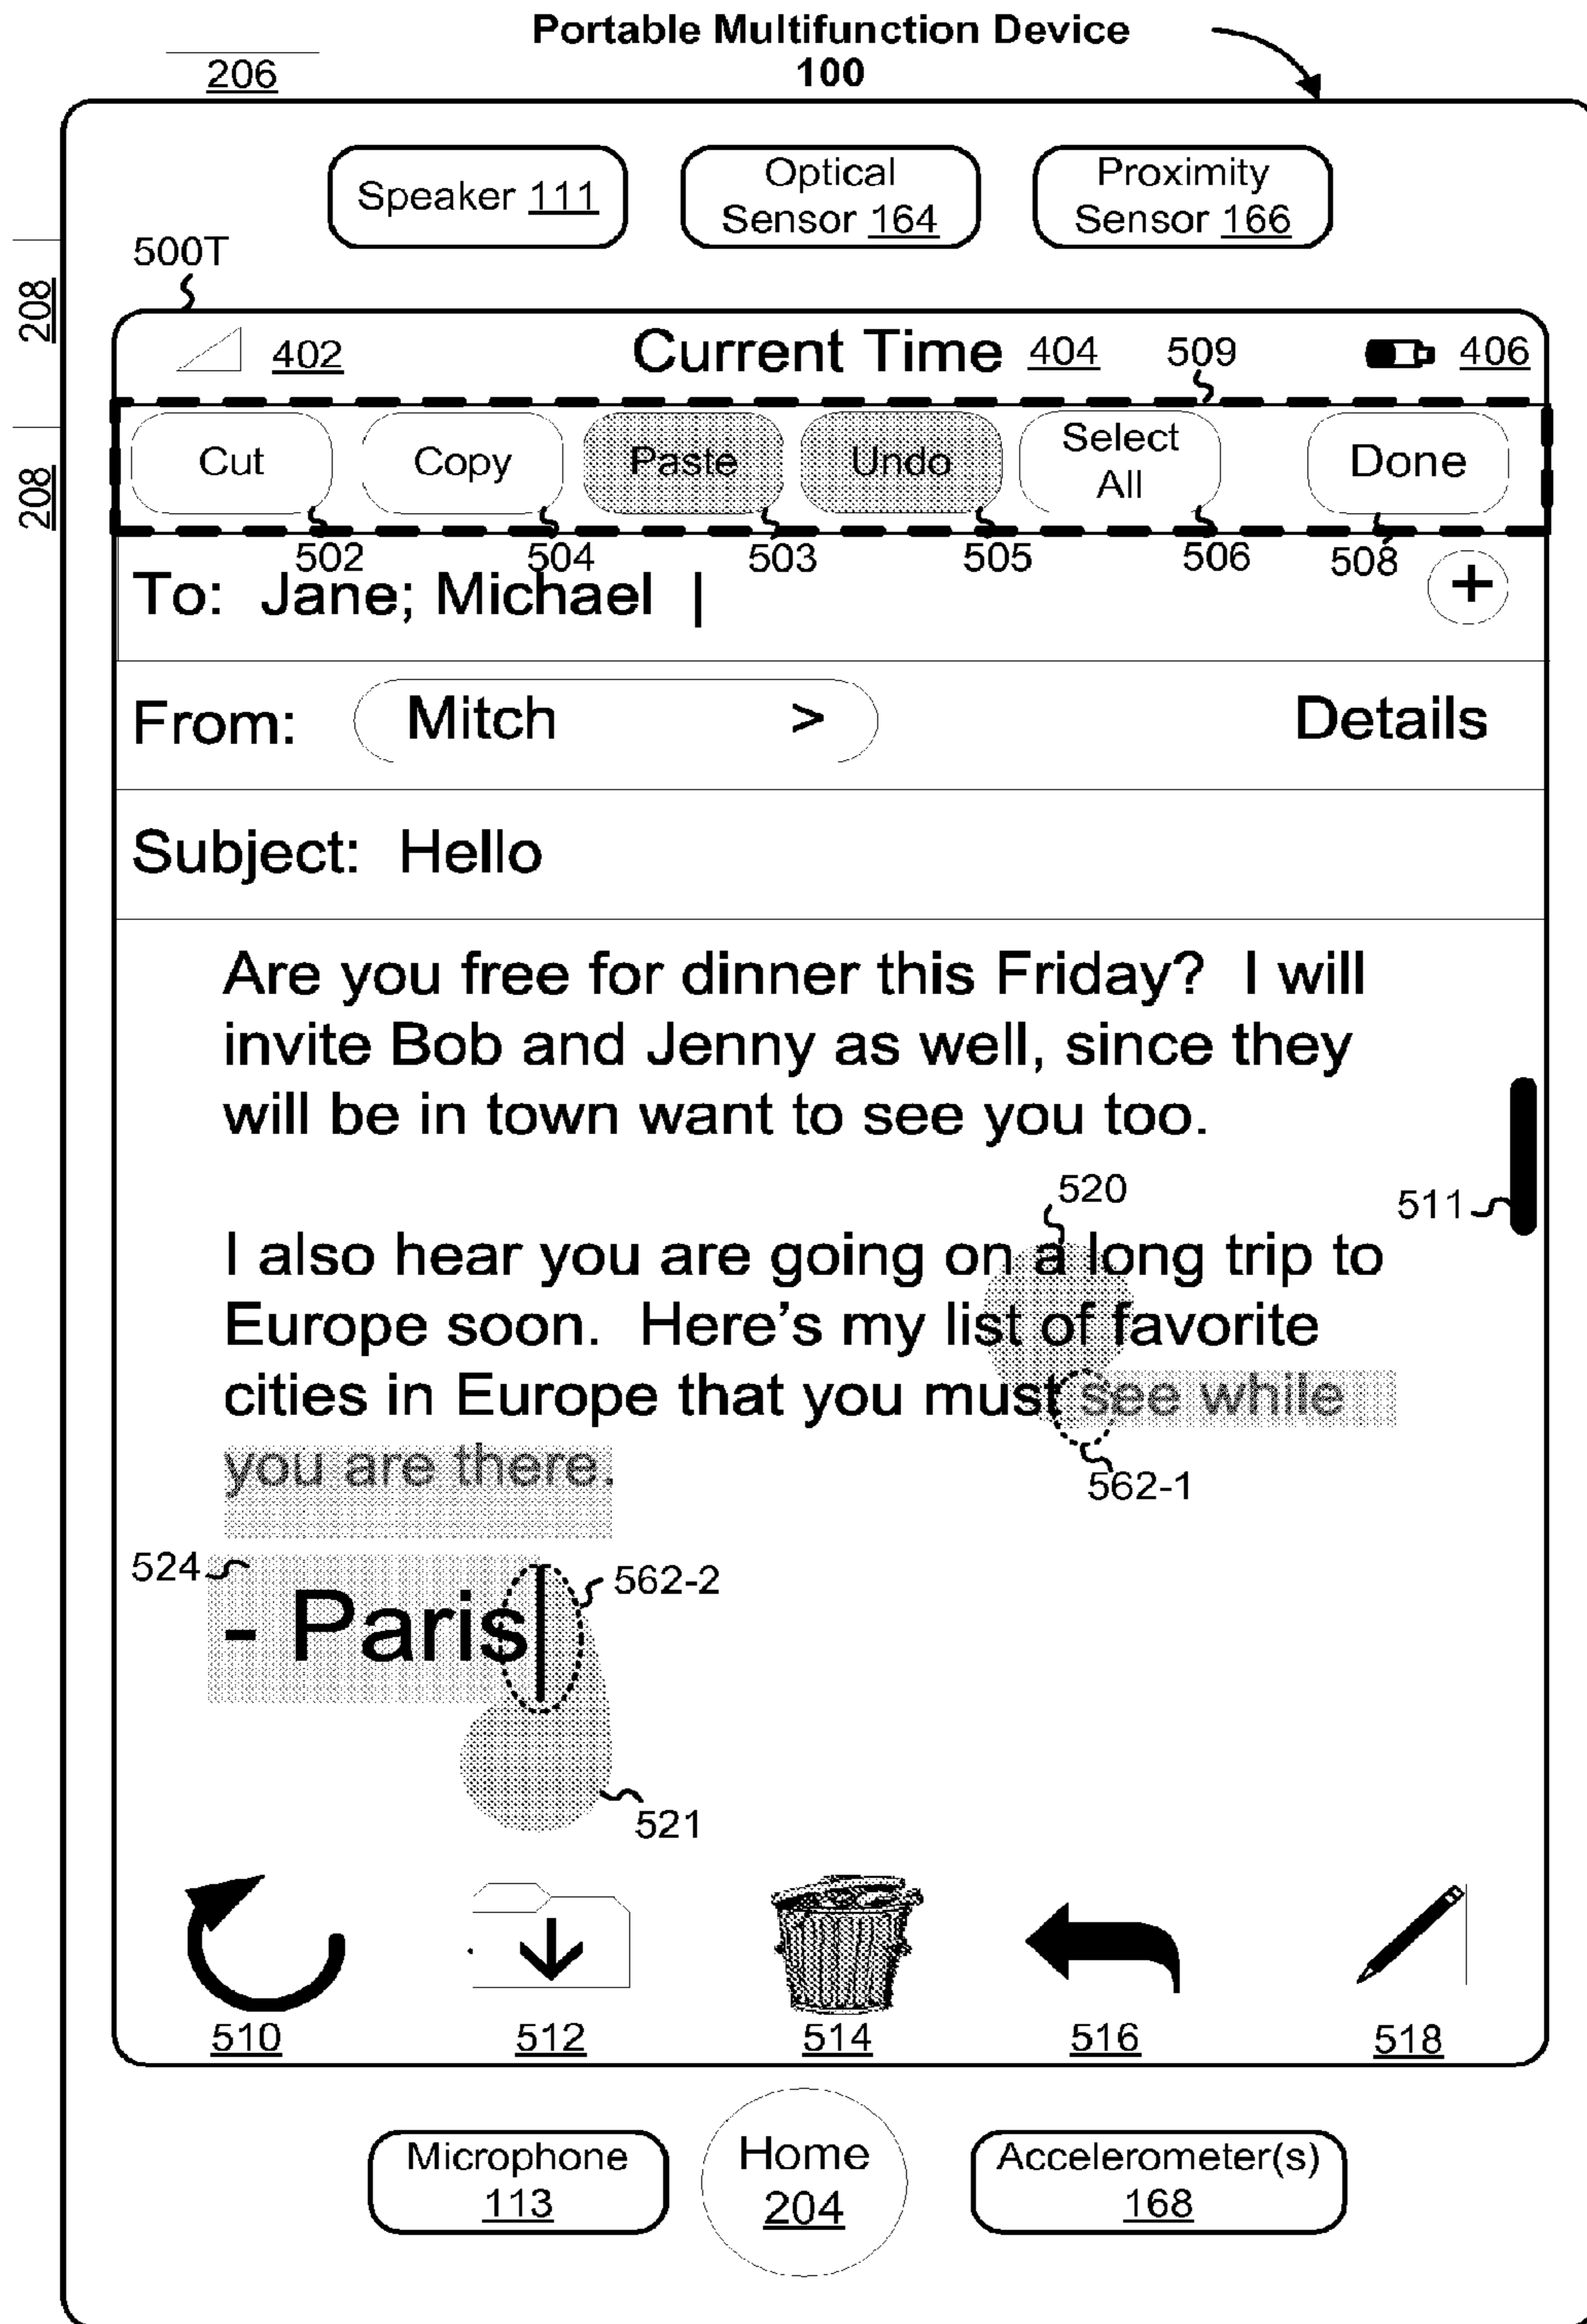 Portable Multifunction Device
100
206
Speaker 111
Optical
Sensor 164
Proximity
Sensor 166
500T
208
208
402
Current Time 404
509
406
Cut
Copy
Paste
Undo
Select
All
Done
502
504
503
505
506
508
To: Jane; Michael |
+
From: Mitch >
Details
Subject: Hello
Are you free for dinner this Friday? I will
invite Bob and Jenny as well, since they
will be in town want to see you too.
520
511
I also hear you are going on a long trip to
Europe soon. Here's my list of favorite
cities in Europe that you must see while
you are there.
562-1
524
562-2
- Paris
521
510
512
514
516
518
Microphone
113
Home
204
Accelerometer(s)
168